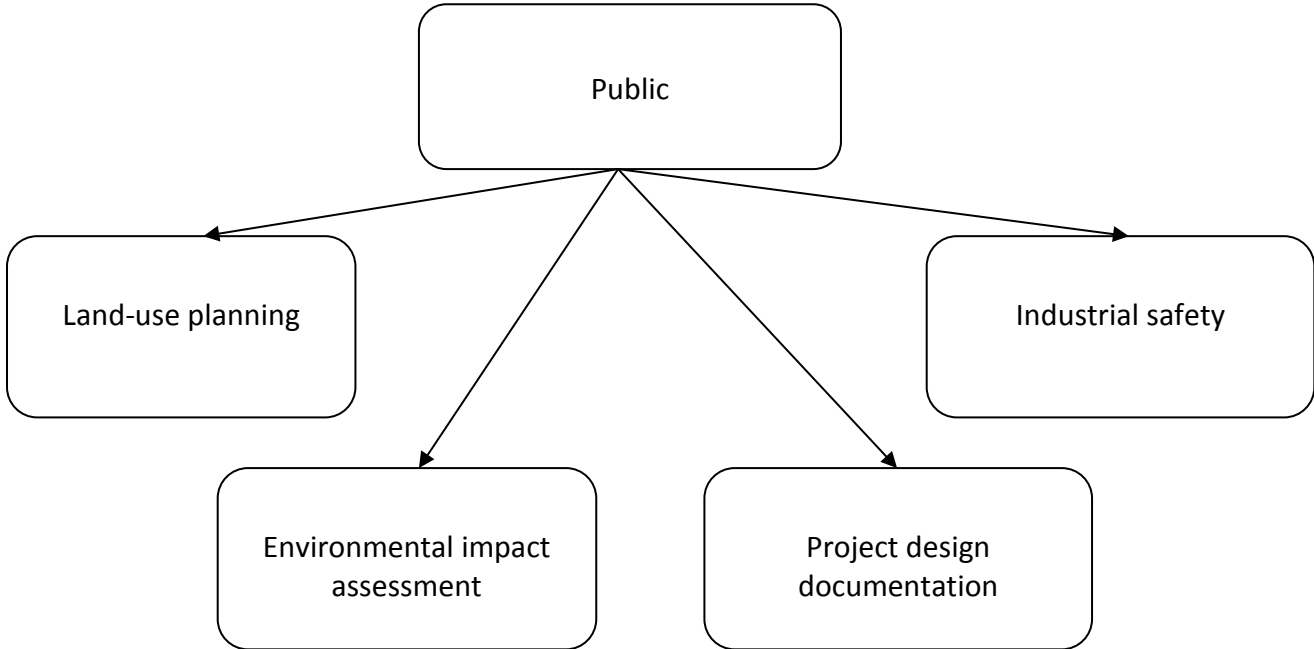 Public
Land-use planning
Industrial safety
Environmental impact
assessment
Project design
documentation